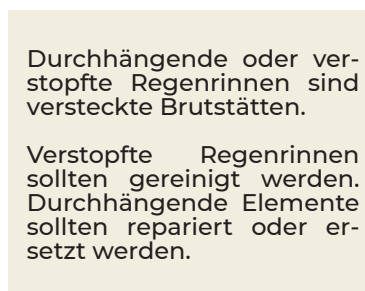 Durchhängende oder ver-
stopfte Regenrinnen sind
versteckte Brutstätten.
Verstopfte Regenrinnen
sollten gereinigt werden.
Durchhängende Elemente
sollten repariert oder er-
setzt werden.